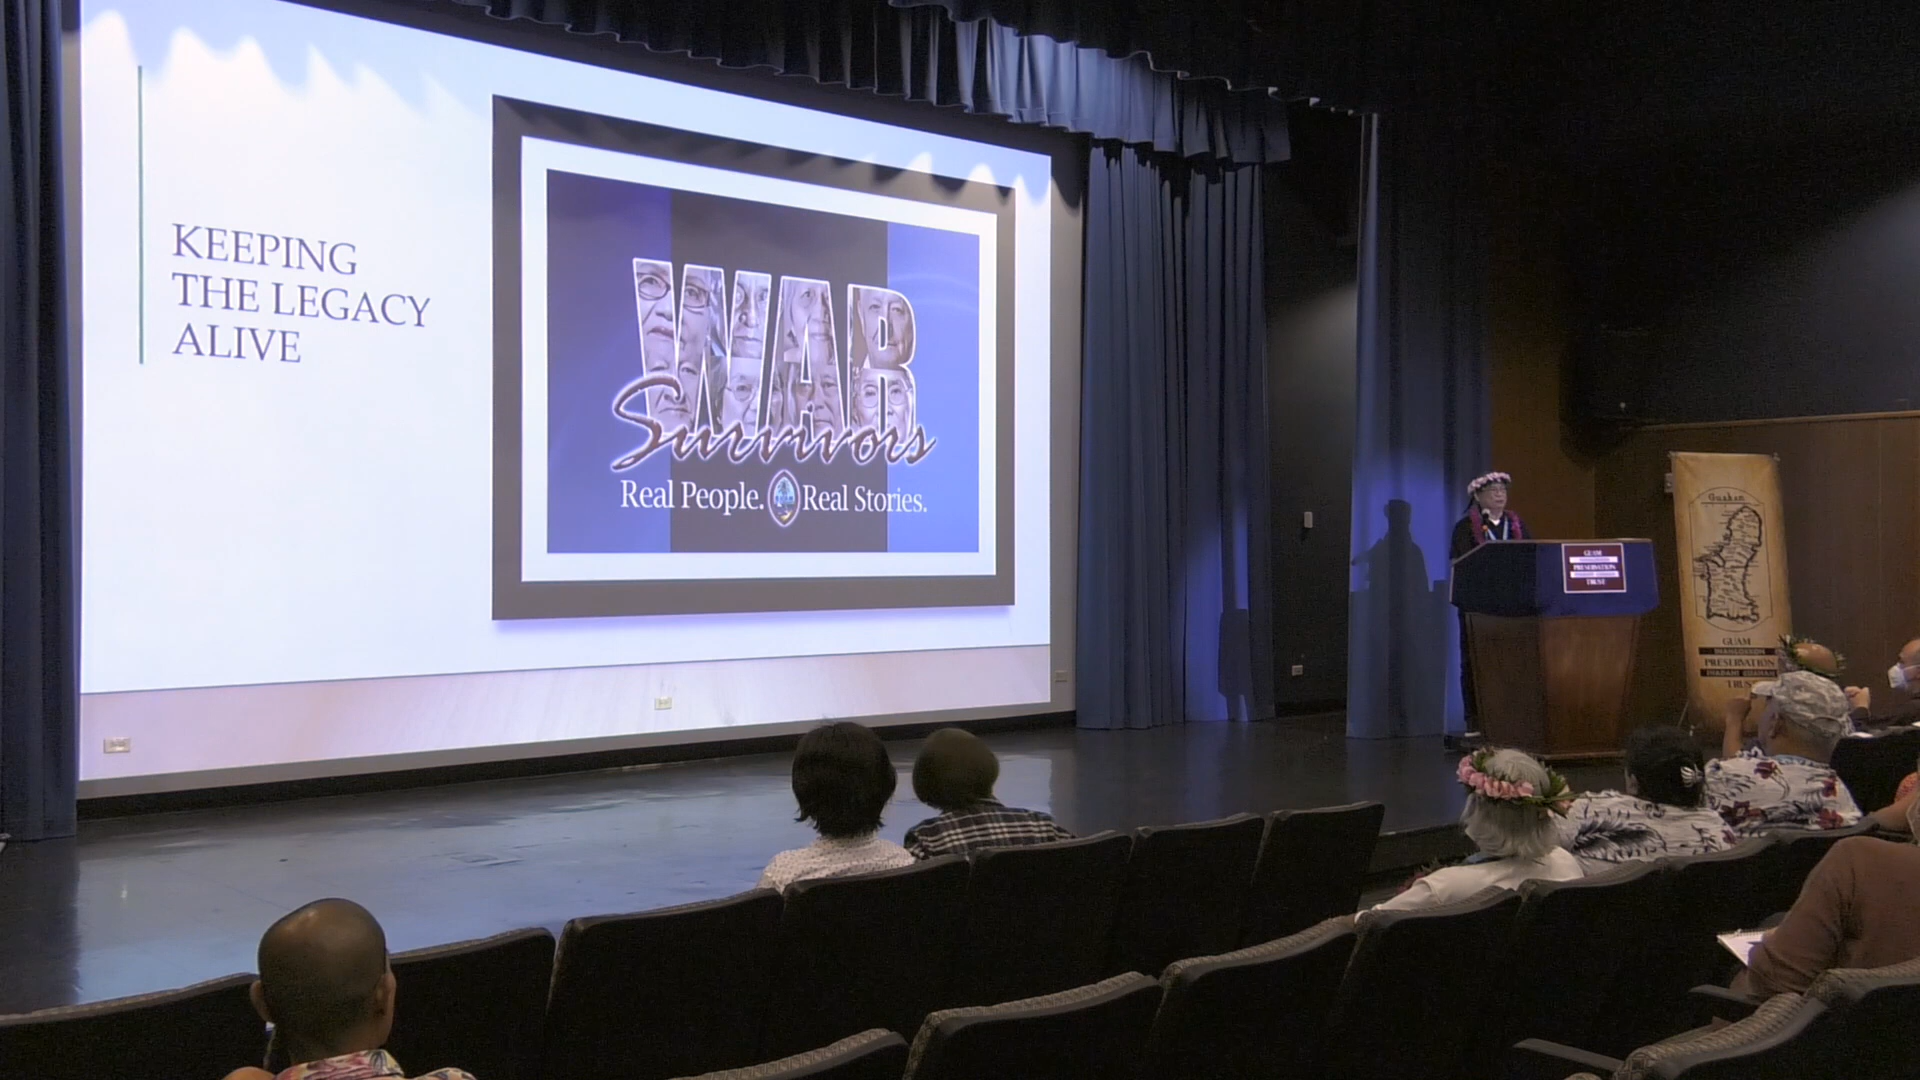 KEEPING
THE LEGACY
ALIVE
WAR
Survivors
Real People. Real Stories.
GUAM
PRESERVATION
TRUST
Guahan
GUAM
PRESERVATION
TRUST